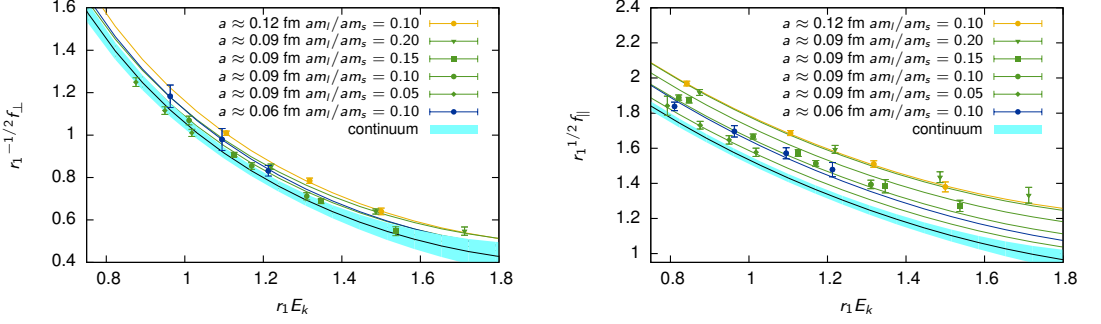 r₁⁻¹/² f⊥
1.6
1.4
1.2
1
0.8
0.6
0.4
a ≈ 0.12 fm amₗ/amₛ = 0.10
a ≈ 0.09 fm amₗ/amₛ = 0.20
a ≈ 0.09 fm amₗ/amₛ = 0.15
a ≈ 0.09 fm amₗ/amₛ = 0.10
a ≈ 0.09 fm amₗ/amₛ = 0.05
a ≈ 0.06 fm amₗ/amₛ = 0.10
continuum
0.8 1 1.2 1.4 1.6 1.8
r₁Eₖ
r₁¹/² f∥
2.4
2.2
2
1.8
1.6
1.4
1.2
1
a ≈ 0.12 fm amₗ/amₛ = 0.10
a ≈ 0.09 fm amₗ/amₛ = 0.20
a ≈ 0.09 fm amₗ/amₛ = 0.15
a ≈ 0.09 fm amₗ/amₛ = 0.10
a ≈ 0.09 fm amₗ/amₛ = 0.05
a ≈ 0.06 fm amₗ/amₛ = 0.10
continuum
0.8 1 1.2 1.4 1.6 1.8
r₁Eₖ